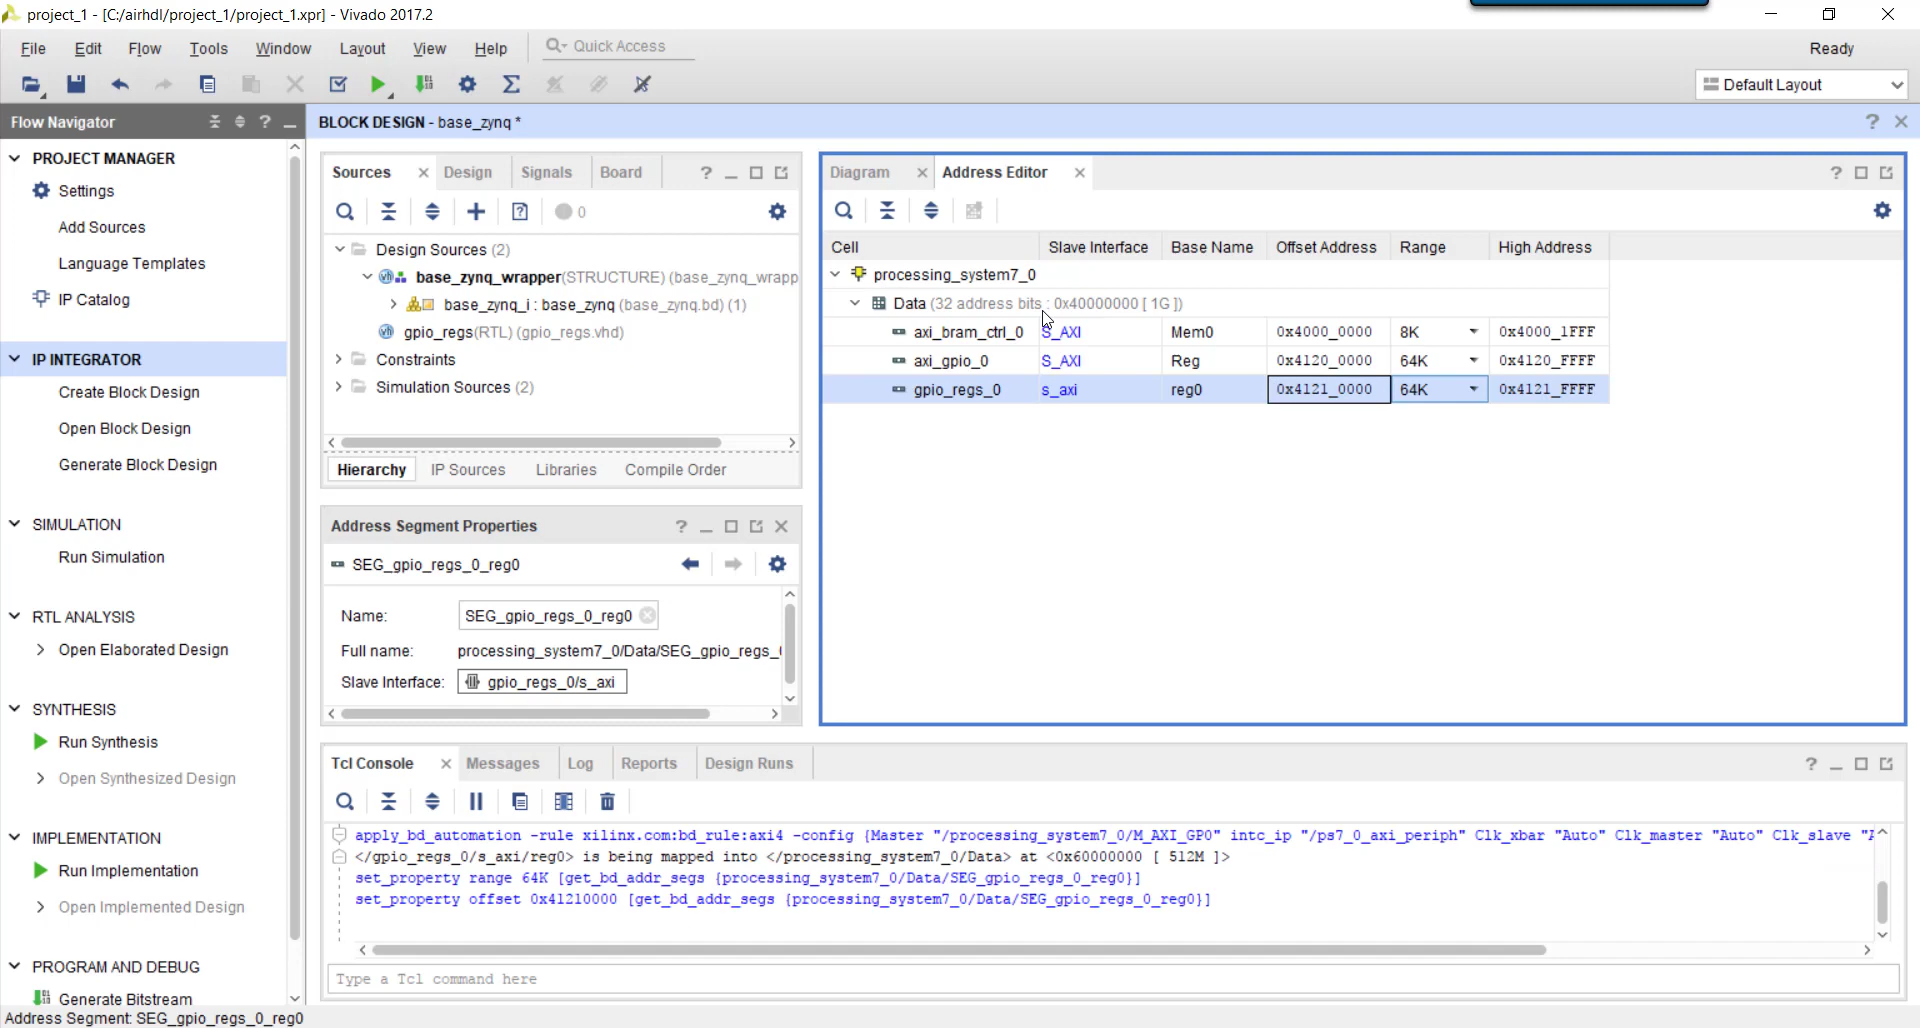 project_1 - [C:/airhdl/project_1/project_1.xpr] - Vivado 2017.2
File Edit Flow Tools Window Layout View Help Quick Access Ready
Default Layout
Flow Navigator ? BLOCK DESIGN - base_zynq * ?
PROJECT MANAGER
Settings
Add Sources
Language Templates
IP Catalog
IP INTEGRATOR
Create Block Design
Open Block Design
Generate Block Design
SIMULATION
Run Simulation
RTL ANALYSIS
Open Elaborated Design
SYNTHESIS
Run Synthesis
Open Synthesized Design
IMPLEMENTATION
Run Implementation
Open Implemented Design
PROGRAM AND DEBUG
Generate Bitstream
Sources Design Signals Board ?
0
Design Sources (2)
base_zynq_wrapper(STRUCTURE) (base_zynq_wrapp
base_zynq_i : base_zynq (base_zynq.bd) (1)
gpio_regs(RTL) (gpio_regs.vhd)
Constraints
Simulation Sources (2)
Hierarchy IP Sources Libraries Compile Order
Address Segment Properties ?
SEG_gpio_regs_0_reg0
Name: SEG_gpio_regs_0_reg0
Full name: processing_system7_0/Data/SEG_gpio_regs_
Slave Interface: gpio_regs_0/s_axi
Diagram Address Editor ?
Cell Slave Interface Base Name Offset Address Range High Address
processing_system7_0
Data (32 address bits : 0x40000000 [ 1G ])
axi_bram_ctrl_0 S_AXI Mem0 0x4000_0000 8K 0x4000_1FFF
axi_gpio_0 S_AXI Reg 0x4120_0000 64K 0x4120_FFFF
gpio_regs_0 s_axi reg0 0x4121_0000 64K 0x4121_FFFF
Tcl Console Messages Log Reports Design Runs ?
apply_bd_automation -rule xilinx.com:bd_rule:axi4 -config {Master "/processing_system7_0/M_AXI_GP0" intc_ip "/ps7_0_axi_periph" Clk_xbar "Auto" Clk_master "Auto" Clk_slave
</gpio_regs_0/s_axi/reg0> is being mapped into </processing_system7_0/Data> at <0x60000000 [ 512M ]>
set_property range 64K [get_bd_addr_segs {processing_system7_0/Data/SEG_gpio_regs_0_reg0}]
set_property offset 0x41210000 [get_bd_addr_segs {processing_system7_0/Data/SEG_gpio_regs_0_reg0}]
Type a Tcl command here
Address Segment: SEG_gpio_regs_0_reg0